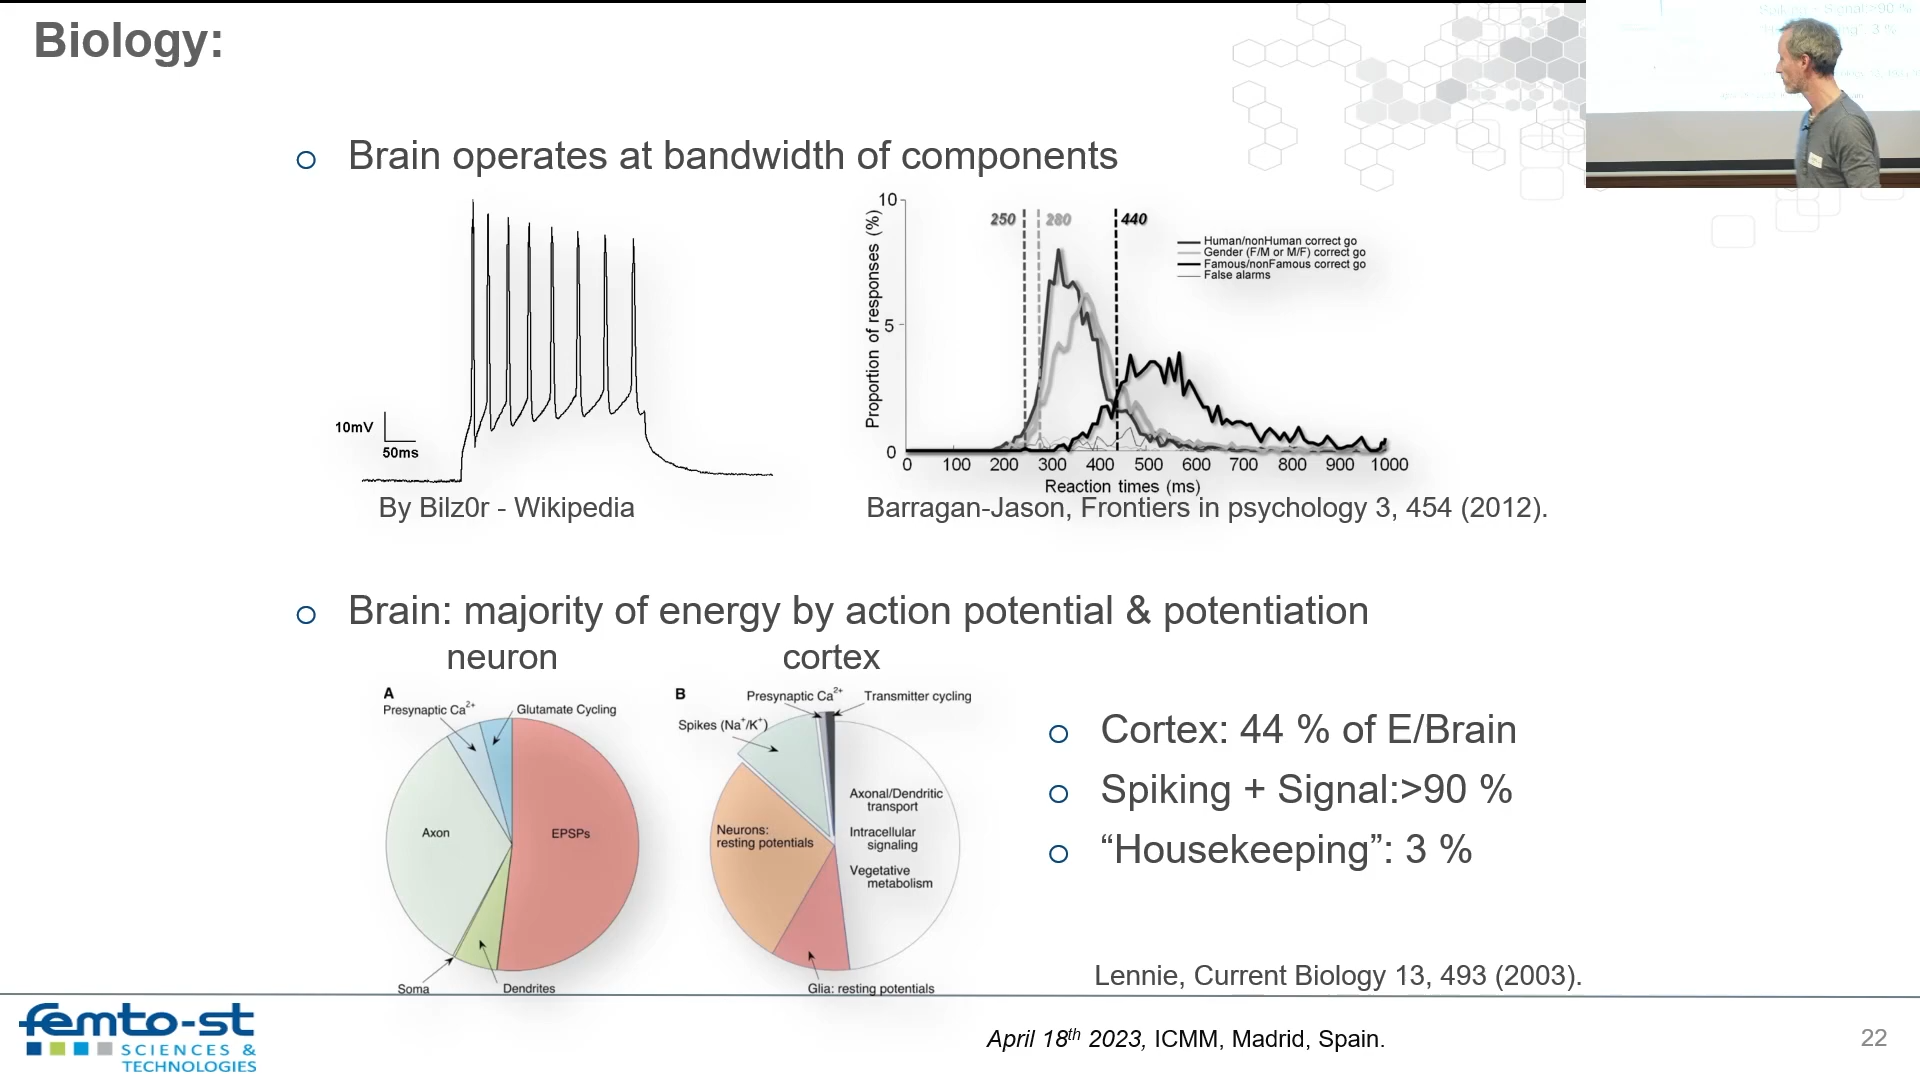 Biology:
Brain operates at bandwidth of components
10mV
50ms
By Bilz0r - Wikipedia
Proportion of responses (%)
10
5
0
250
280
440
Human/nonHuman correct go
Gender (F/M or M/F) correct go
Famous/nonFamous correct go
False alarms
0 100 200 300 400 500 600 700 800 900 1000
Reaction times (ms)
Barragan-Jason, Frontiers in psychology 3, 454 (2012).
Brain: majority of energy by action potential & potentiation
neuron
A
Presynaptic Ca2+
Glutamate Cycling
Axon
EPSPs
Soma
Dendrites
cortex
B
Presynaptic Ca2+
Transmitter cycling
Spikes (Na+/K+)
Neurons:
resting potentials
Axonal/Dendritic
transport
Intracellular
signaling
Vegetative
metabolism
Glia: resting potentials
Cortex: 44 % of E/Brain
Spiking + Signal:>90 %
“Housekeeping”: 3 %
Lennie, Current Biology 13, 493 (2003).
femto-st
SCIENCES &
TECHNOLOGIES
April 18th 2023, ICMM, Madrid, Spain.
22